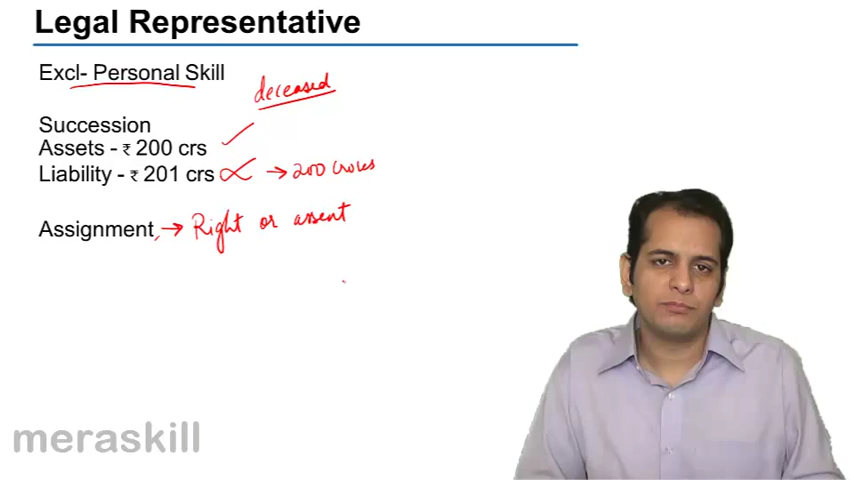 Legal Representative
Excl- Personal Skill
deceased
Succession
Assets - ₹ 200 crs
Liability - ₹ 201 crs → 200 crores
Assignment → Right or assent
meraskill